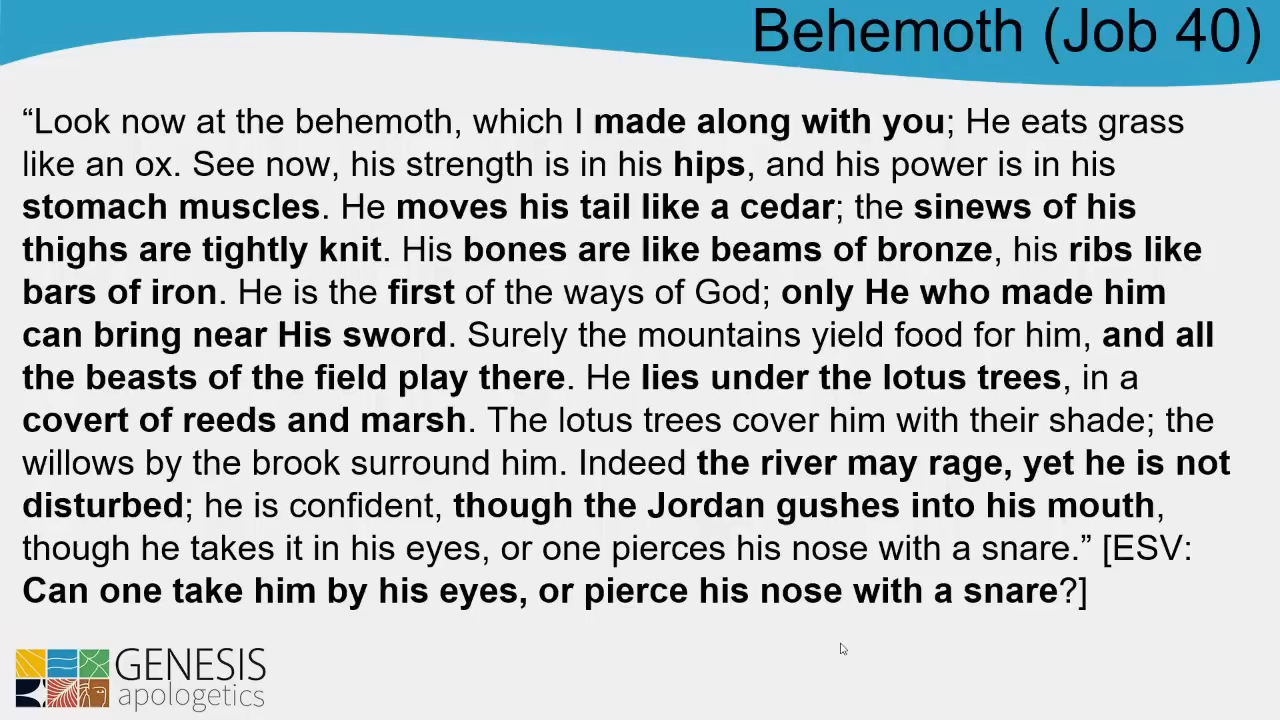 Behemoth (Job 40)
“Look now at the behemoth, which I made along with you; He eats grass
like an ox. See now, his strength is in his hips, and his power is in his
stomach muscles. He moves his tail like a cedar; the sinews of his
thighs are tightly knit. His bones are like beams of bronze, his ribs like
bars of iron. He is the first of the ways of God; only He who made him
can bring near His sword. Surely the mountains yield food for him, and all
the beasts of the field play there. He lies under the lotus trees, in a
covert of reeds and marsh. The lotus trees cover him with their shade; the
willows by the brook surround him. Indeed the river may rage, yet he is not
disturbed; he is confident, though the Jordan gushes into his mouth,
though he takes it in his eyes, or one pierces his nose with a snare.” [ESV:
Can one take him by his eyes, or pierce his nose with a snare?]
GENESIS
apologetics